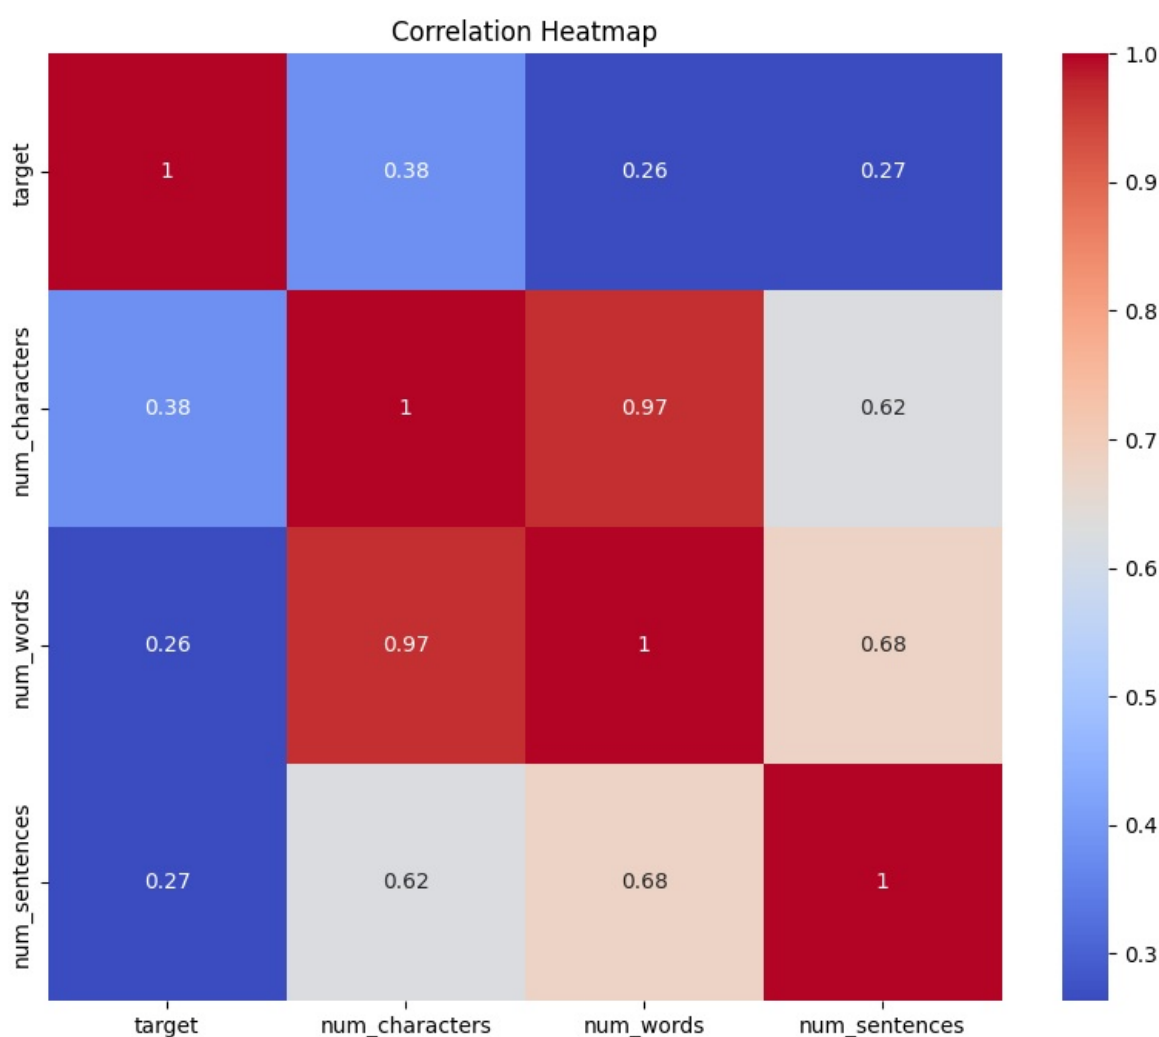 Correlation Heatmap
target 1 0.38 0.26 0.27
num_characters 0.38 1 0.97 0.62
num_words 0.26 0.97 1 0.68
num_sentences 0.27 0.62 0.68 1
target num_characters num_words num_sentences
1.0
0.9
0.8
0.7
0.6
0.5
0.4
0.3